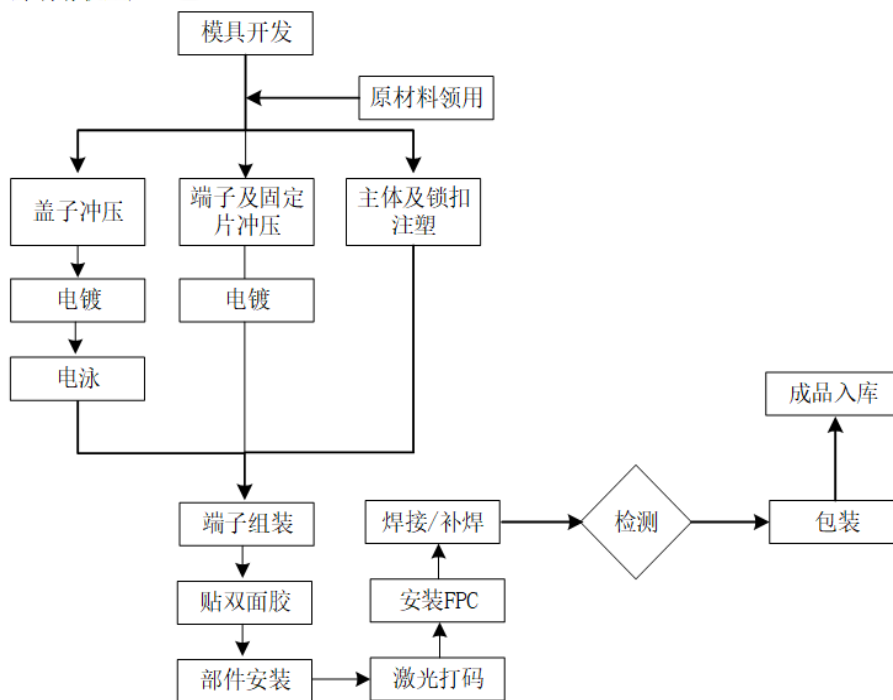 模具开发
原材料领用
盖子冲压
端子及固定
片冲压
主体及锁扣
注塑
电镀
电镀
电泳
成品入库
端子组装
焊接/补焊
检测
包装
贴双面胶
安装FPC
部件安装
激光打码